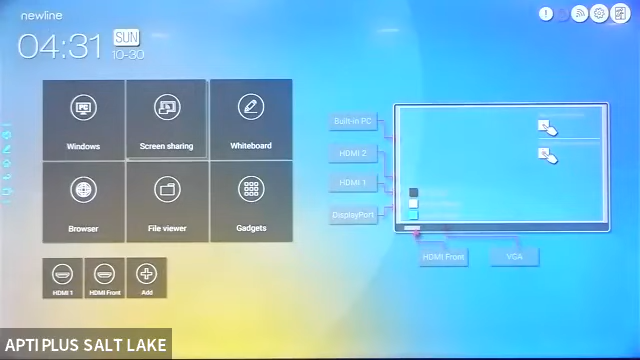 newline
04:31
SUN
10-30
PC
Windows
Screen sharing
Whiteboard
Browser
File viewer
Gadgets
HDMI 1
HDMI Front
Add
Built-in PC
HDMI 2
HDMI 1
DisplayPort
HDMI Front
VGA
APTI PLUS SALT LAKE